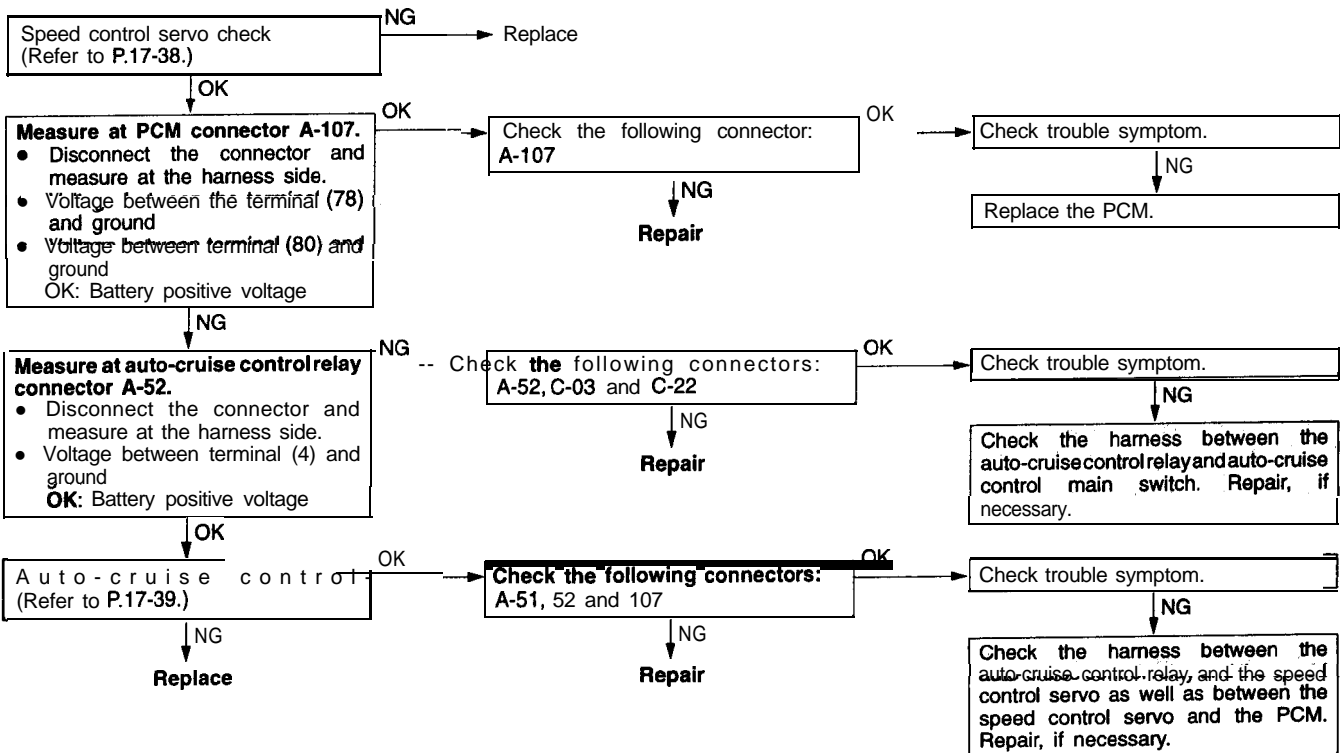 Speed control servo check
(Refer to P.17-38.)
NG
Replace
OK
Measure at PCM connector A-107.
● Disconnect the connector and
measure at the harness side.
● Voltage between the terminal (78)
and ground
● Voltage between terminal (80) and
ground
OK: Battery positive voltage
OK
Check the following connector:
A-107
OK
Check trouble symptom.
NG
Replace the PCM.
NG
Repair
NG
Measure at auto-cruise control relay
connector A-52.
● Disconnect the connector and
measure at the harness side.
● Voltage between terminal (4) and
ground
OK: Battery positive voltage
NG
-- Check the following connectors:
A-52, C-03 and C-22
OK
Check trouble symptom.
NG
Check the harness between the
auto-cruise control relay and auto-cruise
control main switch. Repair, if
necessary.
NG
Repair
OK
Auto-cruise control
(Refer to P.17-39.)
OK
Check the following connectors:
A-51, 52 and 107
OK
Check trouble symptom.
NG
Check the harness between the
auto-cruise control relay, and the speed
control servo as well as between the
speed control servo and the PCM.
Repair, if necessary.
NG
Replace
NG
Repair